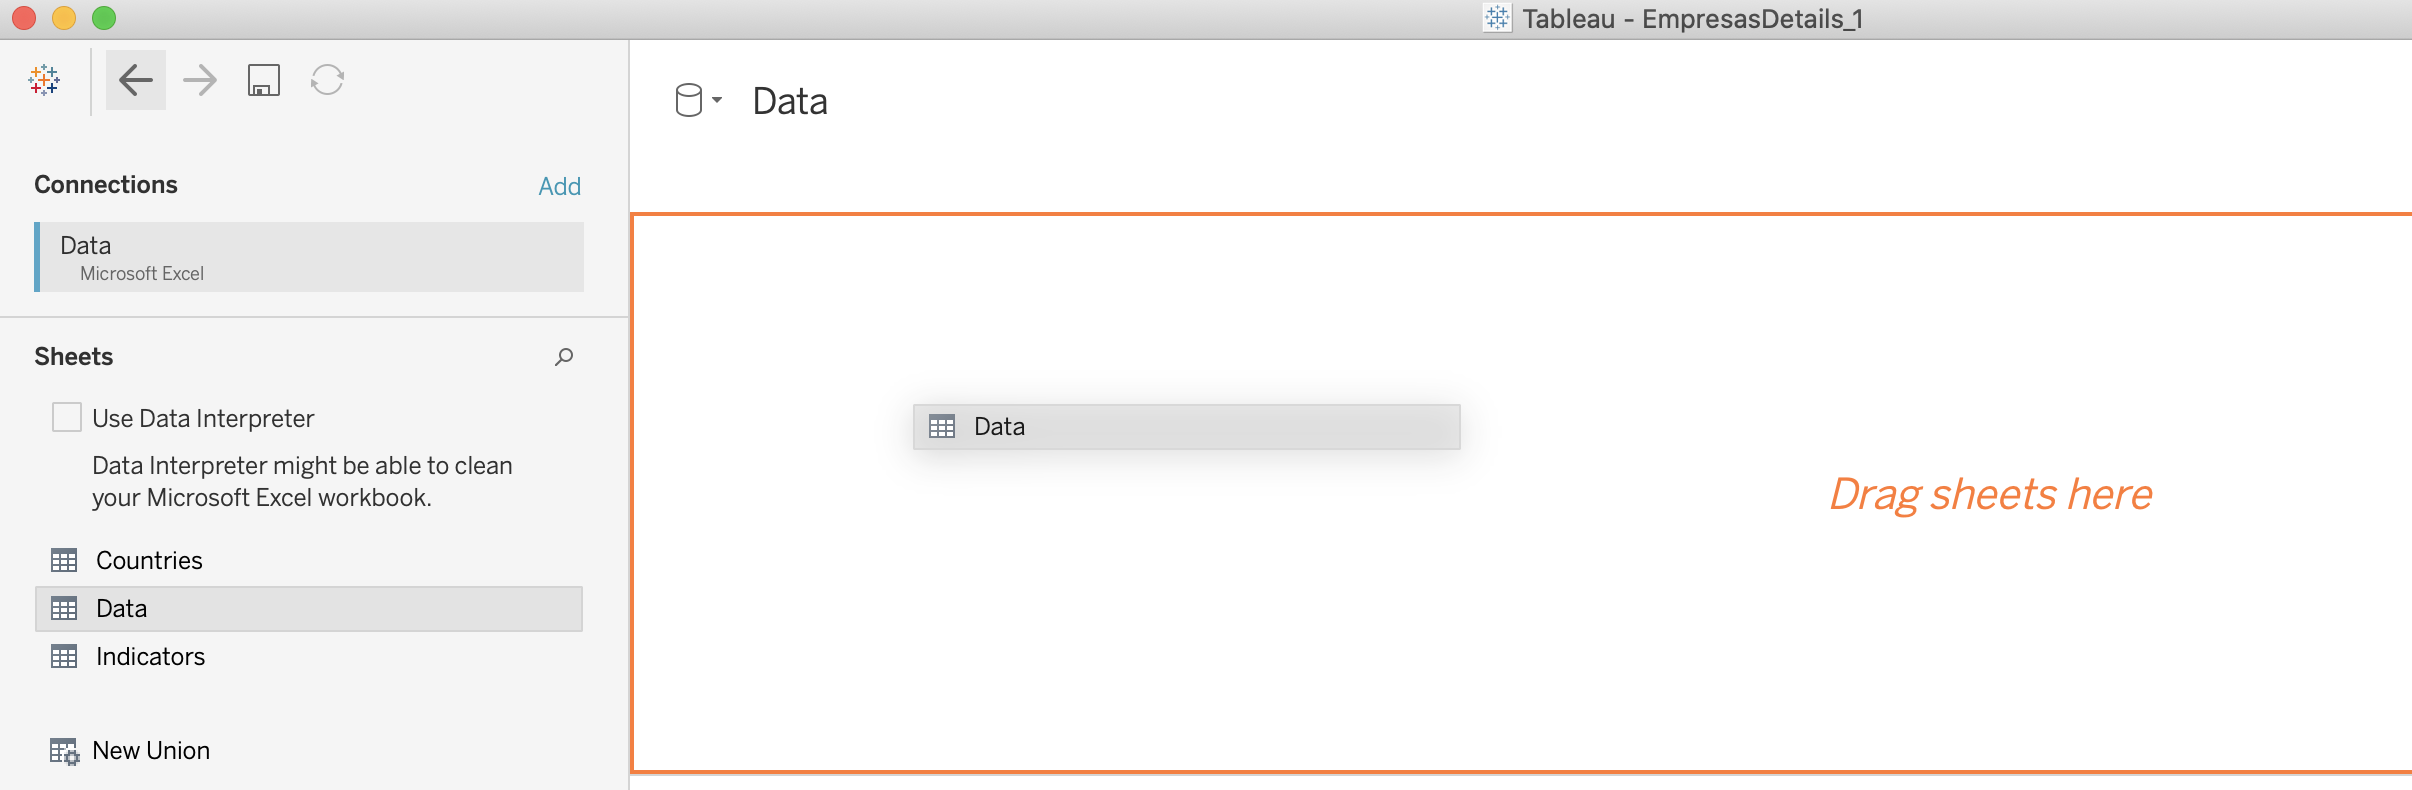 Tableau - EmpresasDetails_1
Data
Connections
Add
Data
Microsoft Excel
Sheets
Use Data Interpreter
Data Interpreter might be able to clean
your Microsoft Excel workbook.
Countries
Data
Indicators
New Union
Data
Drag sheets here